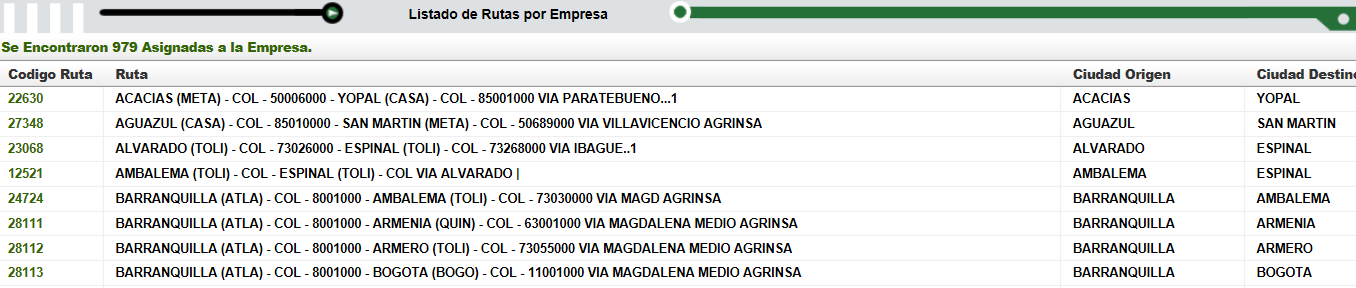 Listado de Rutas por Empresa
Se Encontraron 979 Asignadas a la Empresa.
Codigo Ruta Ruta Ciudad Origen Ciudad Destino
22630 ACACIAS (META) - COL - 50006000 - YOPAL (CASA) - COL - 85001000 VIA PARATEBUENO...1 ACACIAS YOPAL
27348 AGUAZUL (CASA) - COL - 85010000 - SAN MARTIN (META) - COL - 50689000 VIA VILLAVICENCIO AGRINSA AGUAZUL SAN MARTIN
23068 ALVARADO (TOLI) - COL - 73026000 - ESPINAL (TOLI) - COL - 73268000 VIA IBAGUE..1 ALVARADO ESPINAL
12521 AMBALEMA (TOLI) - COL - ESPINAL (TOLI) - COL VIA ALVARADO | AMBALEMA ESPINAL
24724 BARRANQUILLA (ATLA) - COL - 8001000 - AMBALEMA (TOLI) - COL - 73030000 VIA MAGD AGRINSA BARRANQUILLA AMBALEMA
28111 BARRANQUILLA (ATLA) - COL - 8001000 - ARMENIA (QUIN) - COL - 63001000 VIA MAGDALENA MEDIO AGRINSA BARRANQUILLA ARMENIA
28112 BARRANQUILLA (ATLA) - COL - 8001000 - ARMERO (TOLI) - COL - 73055000 VIA MAGDALENA MEDIO AGRINSA BARRANQUILLA ARMERO
28113 BARRANQUILLA (ATLA) - COL - 8001000 - BOGOTA (BOGO) - COL - 11001000 VIA MAGDALENA MEDIO AGRINSA BARRANQUILLA BOGOTA